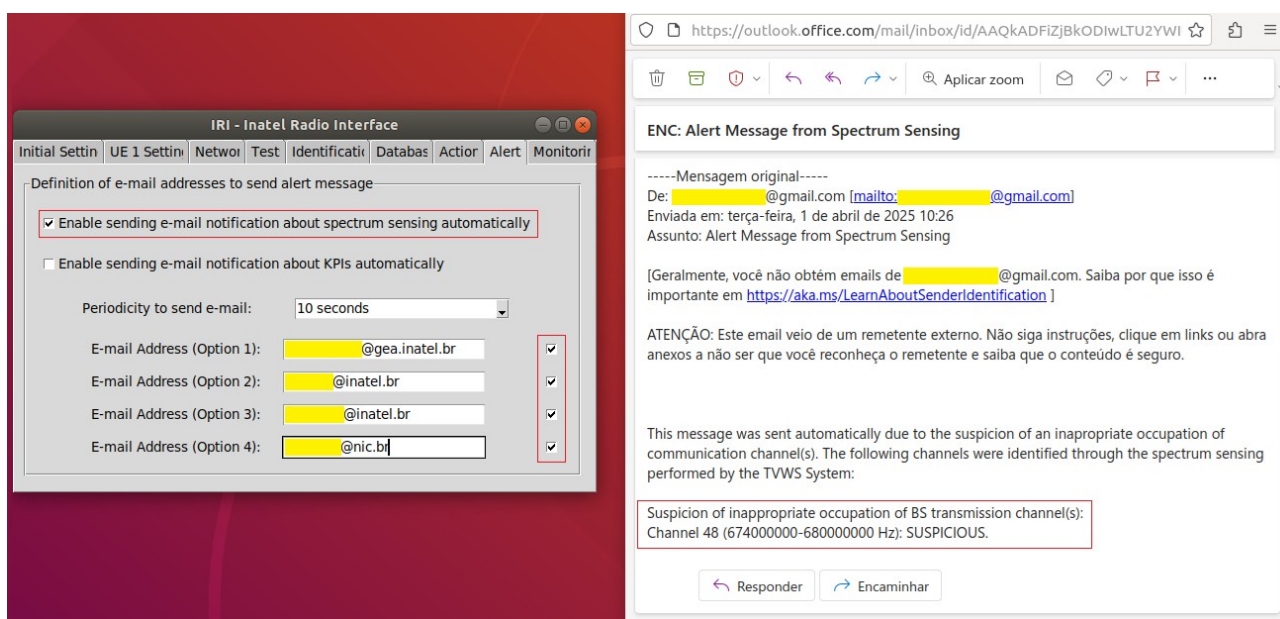 IRI - Inatel Radio Interface
Initial Settin UE 1 Settin Networ Test Identificati Databas Action Alert Monitorin
Definition of e-mail addresses to send alert message
Enable sending e-mail notification about spectrum sensing automatically
Enable sending e-mail notification about KPIs automatically
Periodicity to send e-mail: 10 seconds
E-mail Address (Option 1): @gea.inatel.br
E-mail Address (Option 2): @inatel.br
E-mail Address (Option 3): @inatel.br
E-mail Address (Option 4): @nic.br
https://outlook.office.com/mail/inbox/id/AAQkADFiZjBkODIwLTU2YWI
Aplicar zoom
ENC: Alert Message from Spectrum Sensing
-----Mensagem original-----
De: @gmail.com [mailto: @gmail.com]
Enviada em: terça-feira, 1 de abril de 2025 10:26
Assunto: Alert Message from Spectrum Sensing
[Geralmente, você não obtém emails de @gmail.com. Saiba por que isso é
importante em https://aka.ms/LearnAboutSenderIdentification ]
ATENÇÃO: Este email veio de um remetente externo. Não siga instruções, clique em links ou abra
anexos a não ser que você reconheça o remetente e saiba que o conteúdo é seguro.
This message was sent automatically due to the suspicion of an inapropriate occupation of
communication channel(s). The following channels were identified through the spectrum sensing
performed by the TVWS System:
Suspicion of inappropriate occupation of BS transmission channel(s):
Channel 48 (674000000-680000000 Hz): SUSPICIOUS.
Responder
Encaminhar